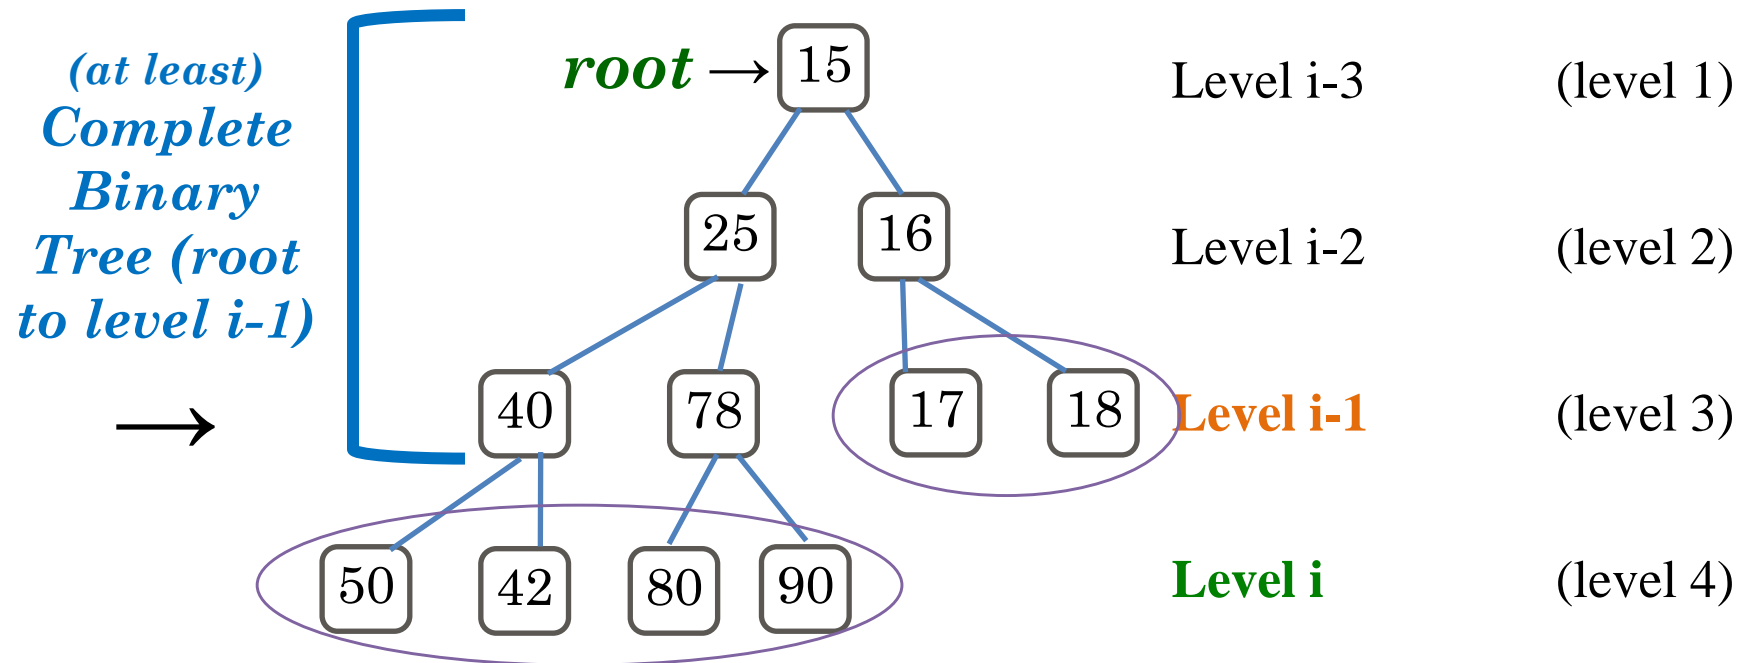 (at least)
Complete
Binary
Tree (root
to level i-1)
→
root → 15 Level i-3 (level 1)
25 16 Level i-2 (level 2)
40 78 17 18 Level i-1 (level 3)
50 42 80 90 Level i (level 4)